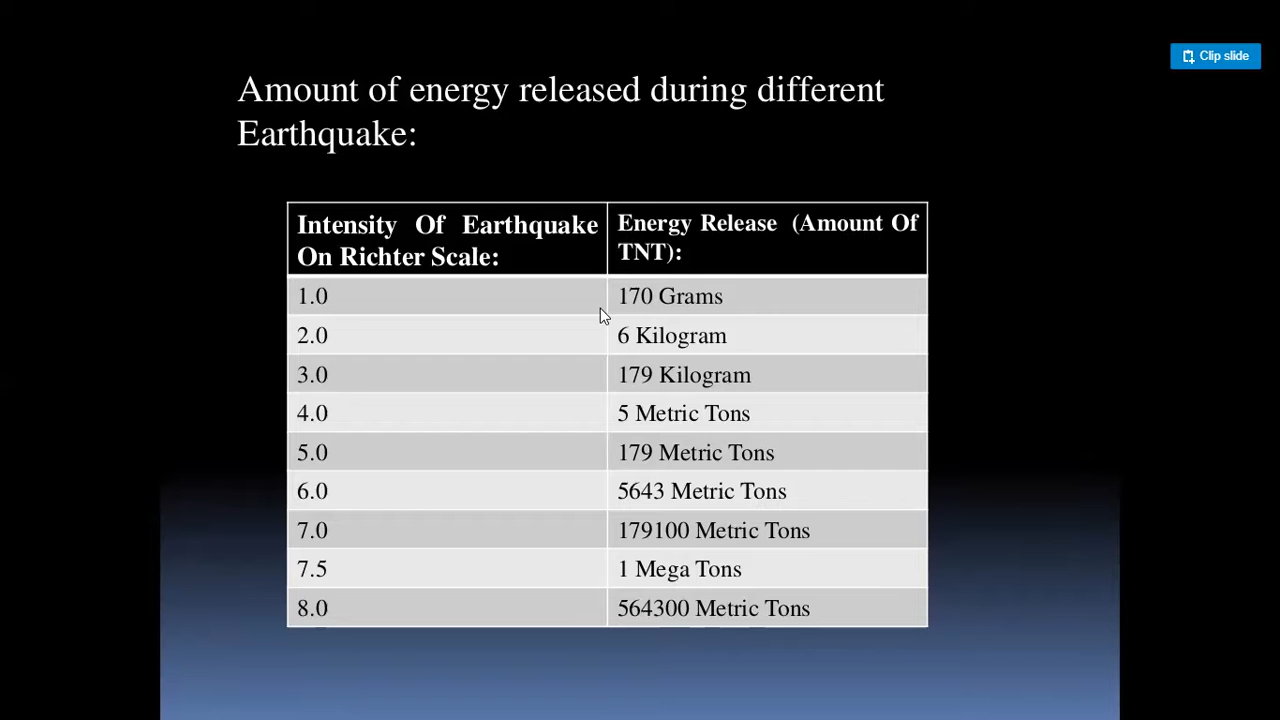 Clip slide
Amount of energy released during different
Earthquake:
Intensity Of Earthquake
On Richter Scale:
Energy Release (Amount Of
TNT):
1.0 170 Grams
2.0 6 Kilogram
3.0 179 Kilogram
4.0 5 Metric Tons
5.0 179 Metric Tons
6.0 5643 Metric Tons
7.0 179100 Metric Tons
7.5 1 Mega Tons
8.0 564300 Metric Tons